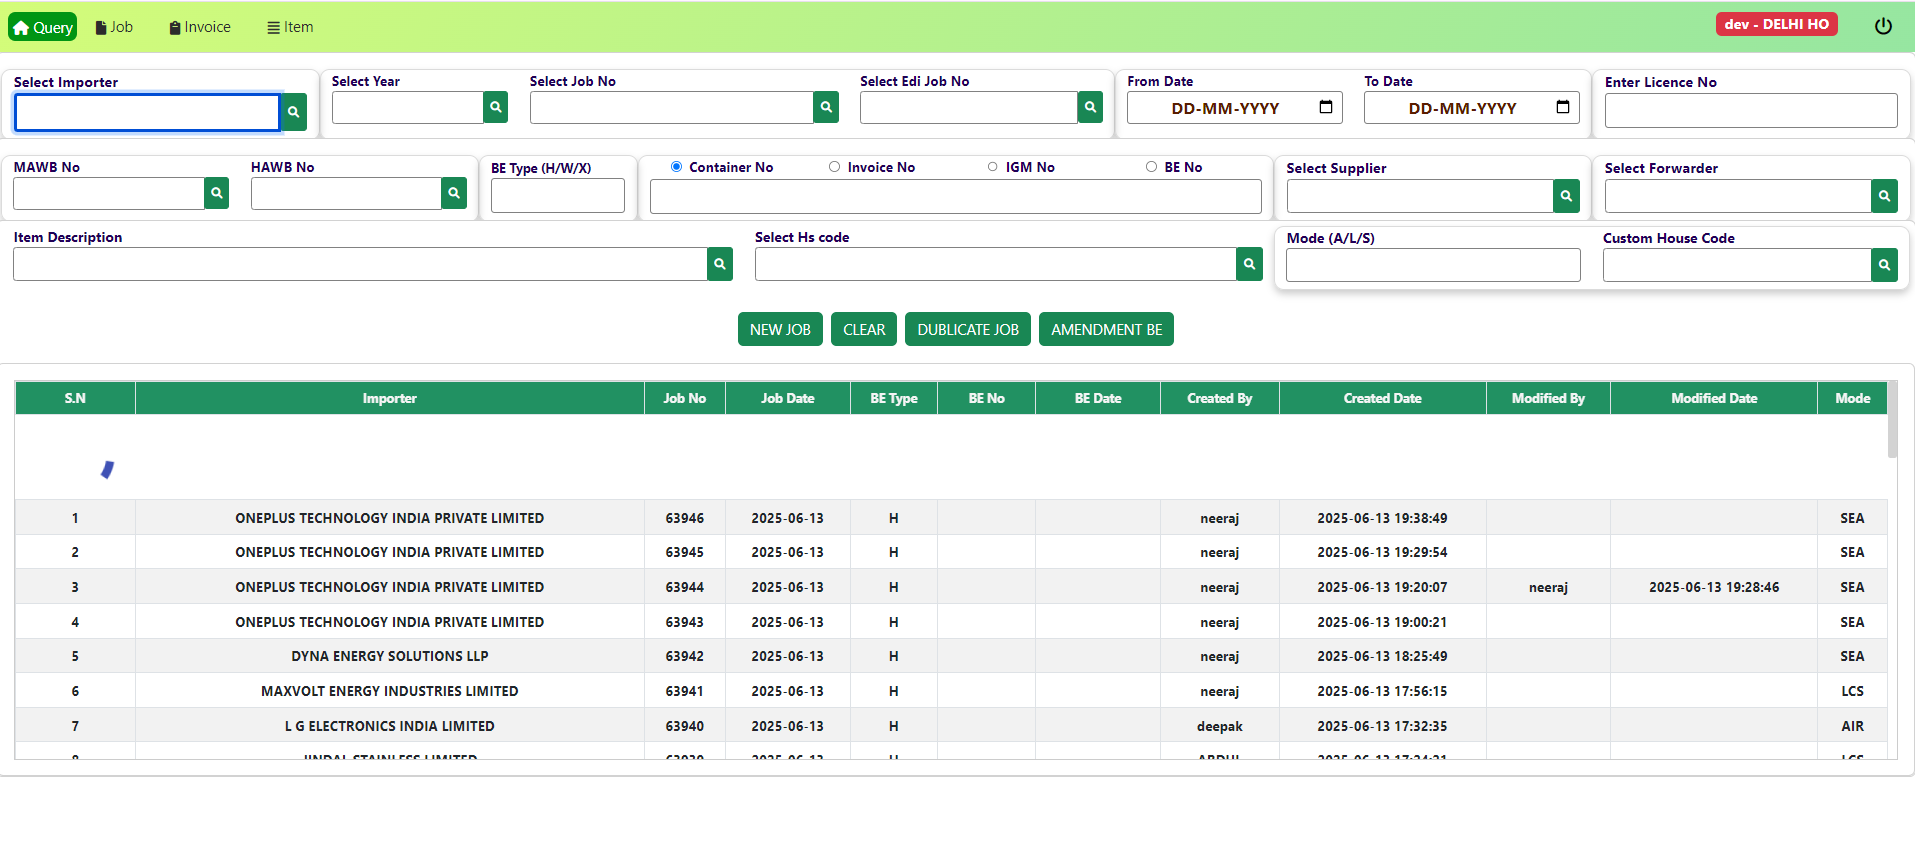 Query Job Invoice Item dev - DELHI HO
Select Importer Select Year Select Job No Select Edi Job No From Date To Date Enter Licence No
DD-MM-YYYY DD-MM-YYYY
MAWB No HAWB No BE Type (H/W/X) Container No Invoice No IGM No BE No Select Supplier Select Forwarder
Item Description Select Hs code Mode (A/L/S) Custom House Code
NEW JOB CLEAR DUBLICATE JOB AMENDMENT BE
S.N Importer Job No Job Date BE Type BE No BE Date Created By Created Date Modified By Modified Date Mode
1 ONEPLUS TECHNOLOGY INDIA PRIVATE LIMITED 63946 2025-06-13 H neeraj 2025-06-13 19:38:49 SEA
2 ONEPLUS TECHNOLOGY INDIA PRIVATE LIMITED 63945 2025-06-13 H neeraj 2025-06-13 19:29:54 SEA
3 ONEPLUS TECHNOLOGY INDIA PRIVATE LIMITED 63944 2025-06-13 H neeraj 2025-06-13 19:20:07 neeraj 2025-06-13 19:28:46 SEA
4 ONEPLUS TECHNOLOGY INDIA PRIVATE LIMITED 63943 2025-06-13 H neeraj 2025-06-13 19:00:21 SEA
5 DYNA ENERGY SOLUTIONS LLP 63942 2025-06-13 H neeraj 2025-06-13 18:25:49 SEA
6 MAXVOLT ENERGY INDUSTRIES LIMITED 63941 2025-06-13 H neeraj 2025-06-13 17:56:15 LCS
7 L G ELECTRONICS INDIA LIMITED 63940 2025-06-13 H deepak 2025-06-13 17:32:35 AIR
8 JINDAL STAINLESS LIMITED 63939 2025-06-13 H LCS